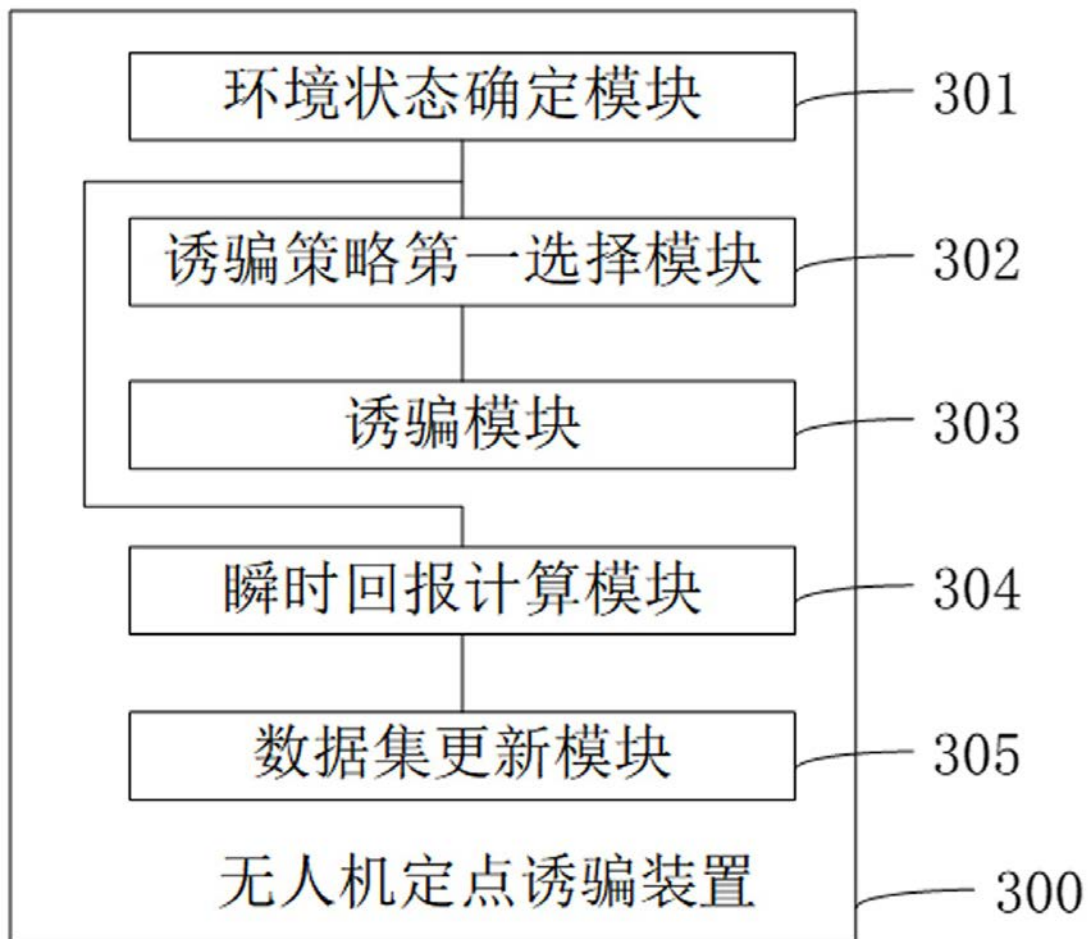 环境状态确定模块 301
诱骗策略第一选择模块 302
诱骗模块 303
瞬时回报计算模块 304
数据集更新模块 305
无人机定点诱骗装置 300